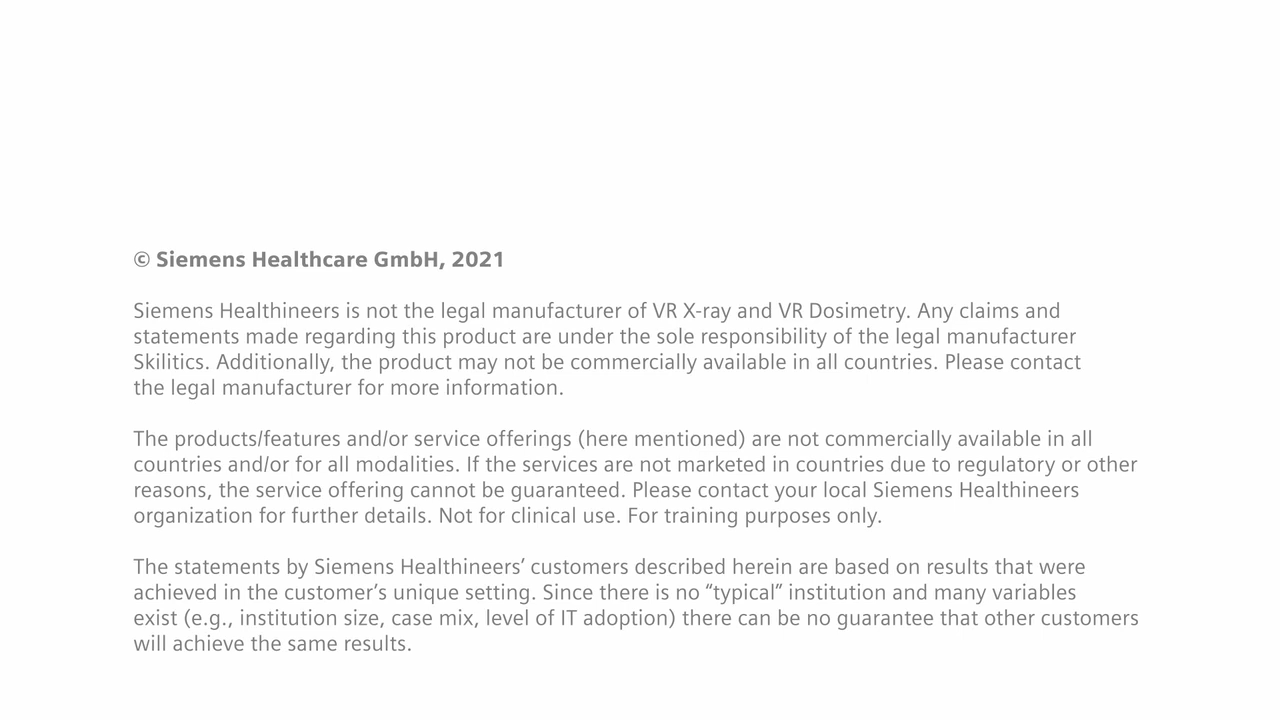 © Siemens Healthcare GmbH, 2021
Siemens Healthineers is not the legal manufacturer of VR X-ray and VR Dosimetry. Any claims and
statements made regarding this product are under the sole responsibility of the legal manufacturer
Skilitics. Additionally, the product may not be commercially available in all countries. Please contact
the legal manufacturer for more information.
The products/features and/or service offerings (here mentioned) are not commercially available in all
countries and/or for all modalities. If the services are not marketed in countries due to regulatory or other
reasons, the service offering cannot be guaranteed. Please contact your local Siemens Healthineers
organization for further details. Not for clinical use. For training purposes only.
The statements by Siemens Healthineers’ customers described herein are based on results that were
achieved in the customer’s unique setting. Since there is no “typical” institution and many variables
exist (e.g., institution size, case mix, level of IT adoption) there can be no guarantee that other customers
will achieve the same results.